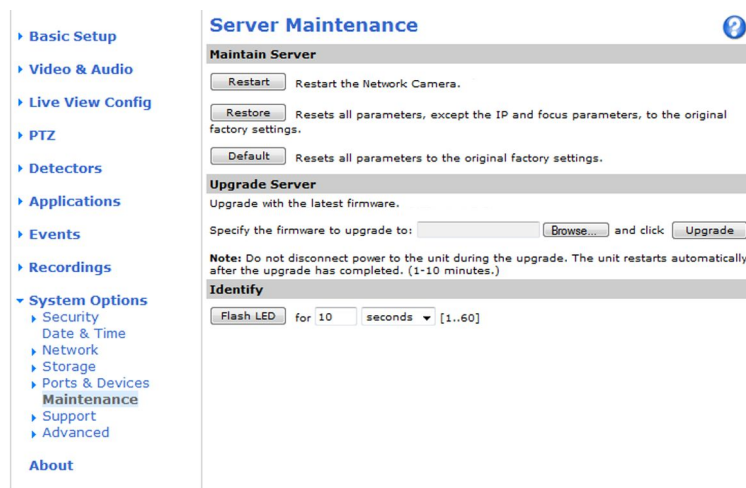 Basic Setup
Video & Audio
Live View Config
PTZ
Detectors
Applications
Events
Recordings
System Options
Security
Date & Time
Network
Storage
Ports & Devices
Maintenance
Support
Advanced
About
Server Maintenance
?
Maintain Server
Restart Restart the Network Camera.
Restore Resets all parameters, except the IP and focus parameters, to the original
factory settings.
Default Resets all parameters to the original factory settings.
Upgrade Server
Upgrade with the latest firmware.
Specify the firmware to upgrade to: Browse... and click Upgrade
Note: Do not disconnect power to the unit during the upgrade. The unit restarts automatically
after the upgrade has completed. (1-10 minutes.)
Identify
Flash LED for 10 seconds [1..60]